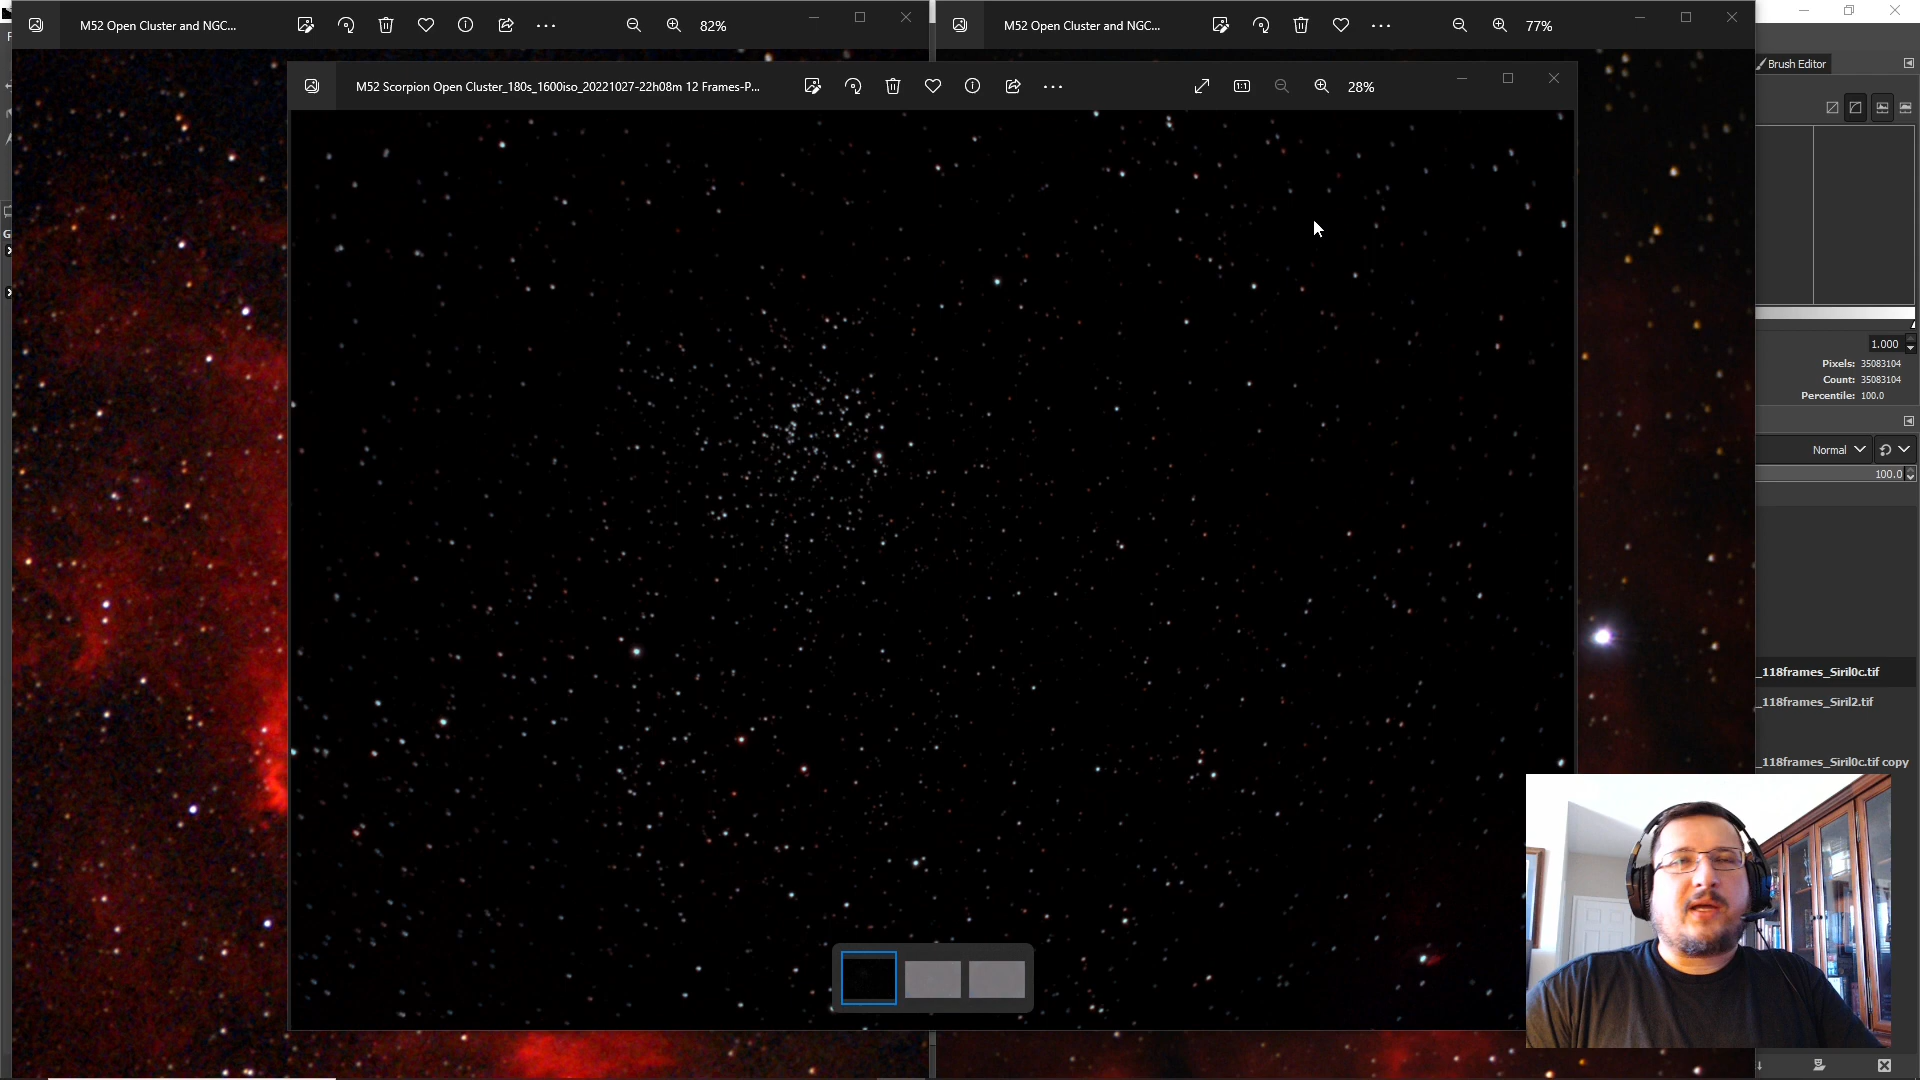 M52 Open Cluster and NGC...
82%
M52 Open Cluster and NGC...
77%
Brush Editor
M52 Scorpion Open Cluster_180s_1600iso_20221027-22h08m 12 Frames-P...
1:1
28%
1.000
Pixels: 35083104
Count: 35083104
Percentile: 100.0
Normal
100.0
_118frames_Siril0c.tif
_118frames_Siril2.tif
_118frames_Siril0c.tif copy